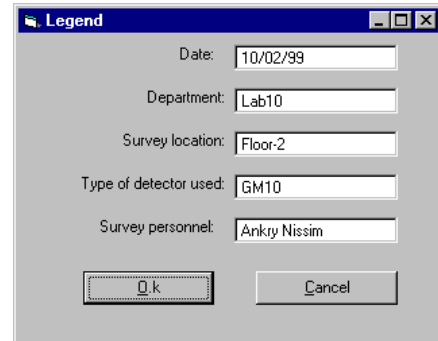 Legend
Date: 10/02/99
Department: Lab10
Survey location: Floor-2
Type of detector used: GM10
Survey personnel: Ankry Nissim
O.k Cancel